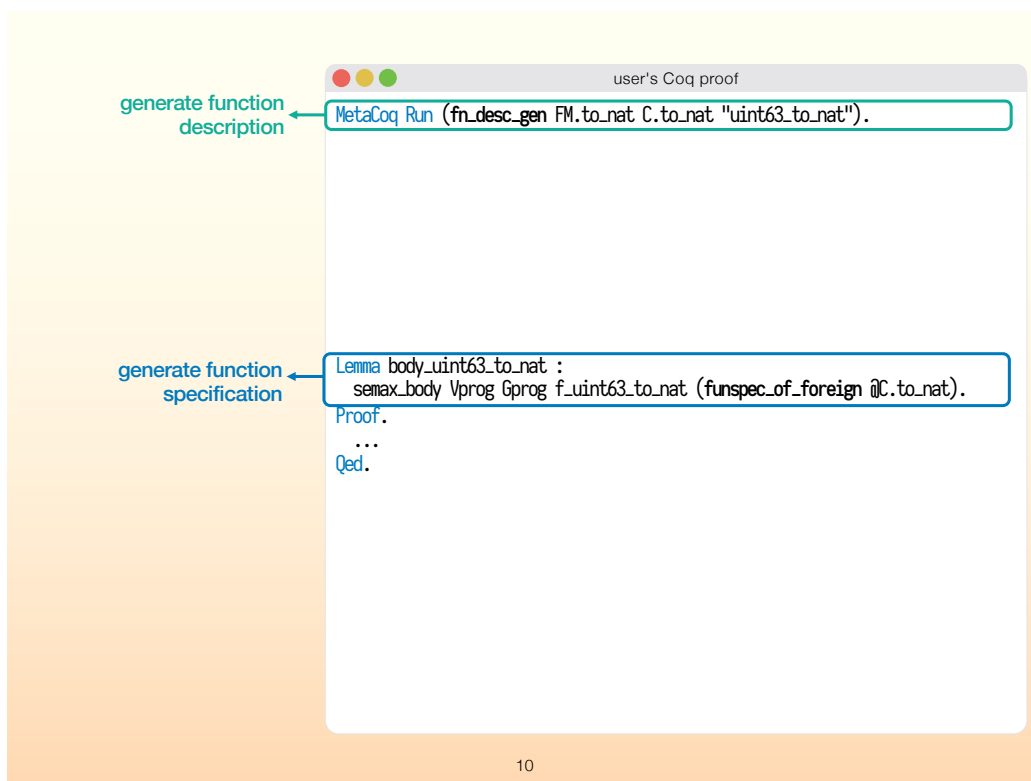 user's Coq proof
generate function
description
MetaCoq Run (fn_desc_gen FM.to_nat C.to_nat "uint63_to_nat").
generate function
specification
Lemma body_uint63_to_nat :
semax_body Vprog Gprog f_uint63_to_nat (funspec_of_foreign @C.to_nat).
Proof.
...
Qed.
10